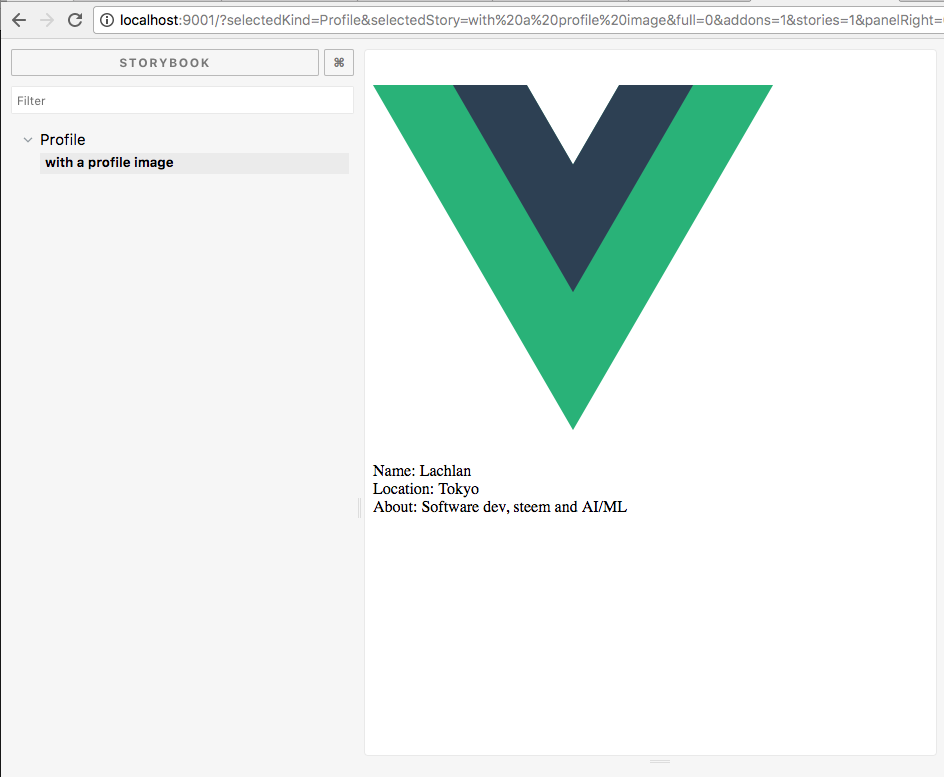 localhost:9001/?selectedKind=Profile&selectedStory=with%20a%20profile%20image&full=0&addons=1&stories=1&panelRight=
STORYBOOK
⌘
Filter
Profile
with a profile image
Name: Lachlan
Location: Tokyo
About: Software dev, steem and AI/ML